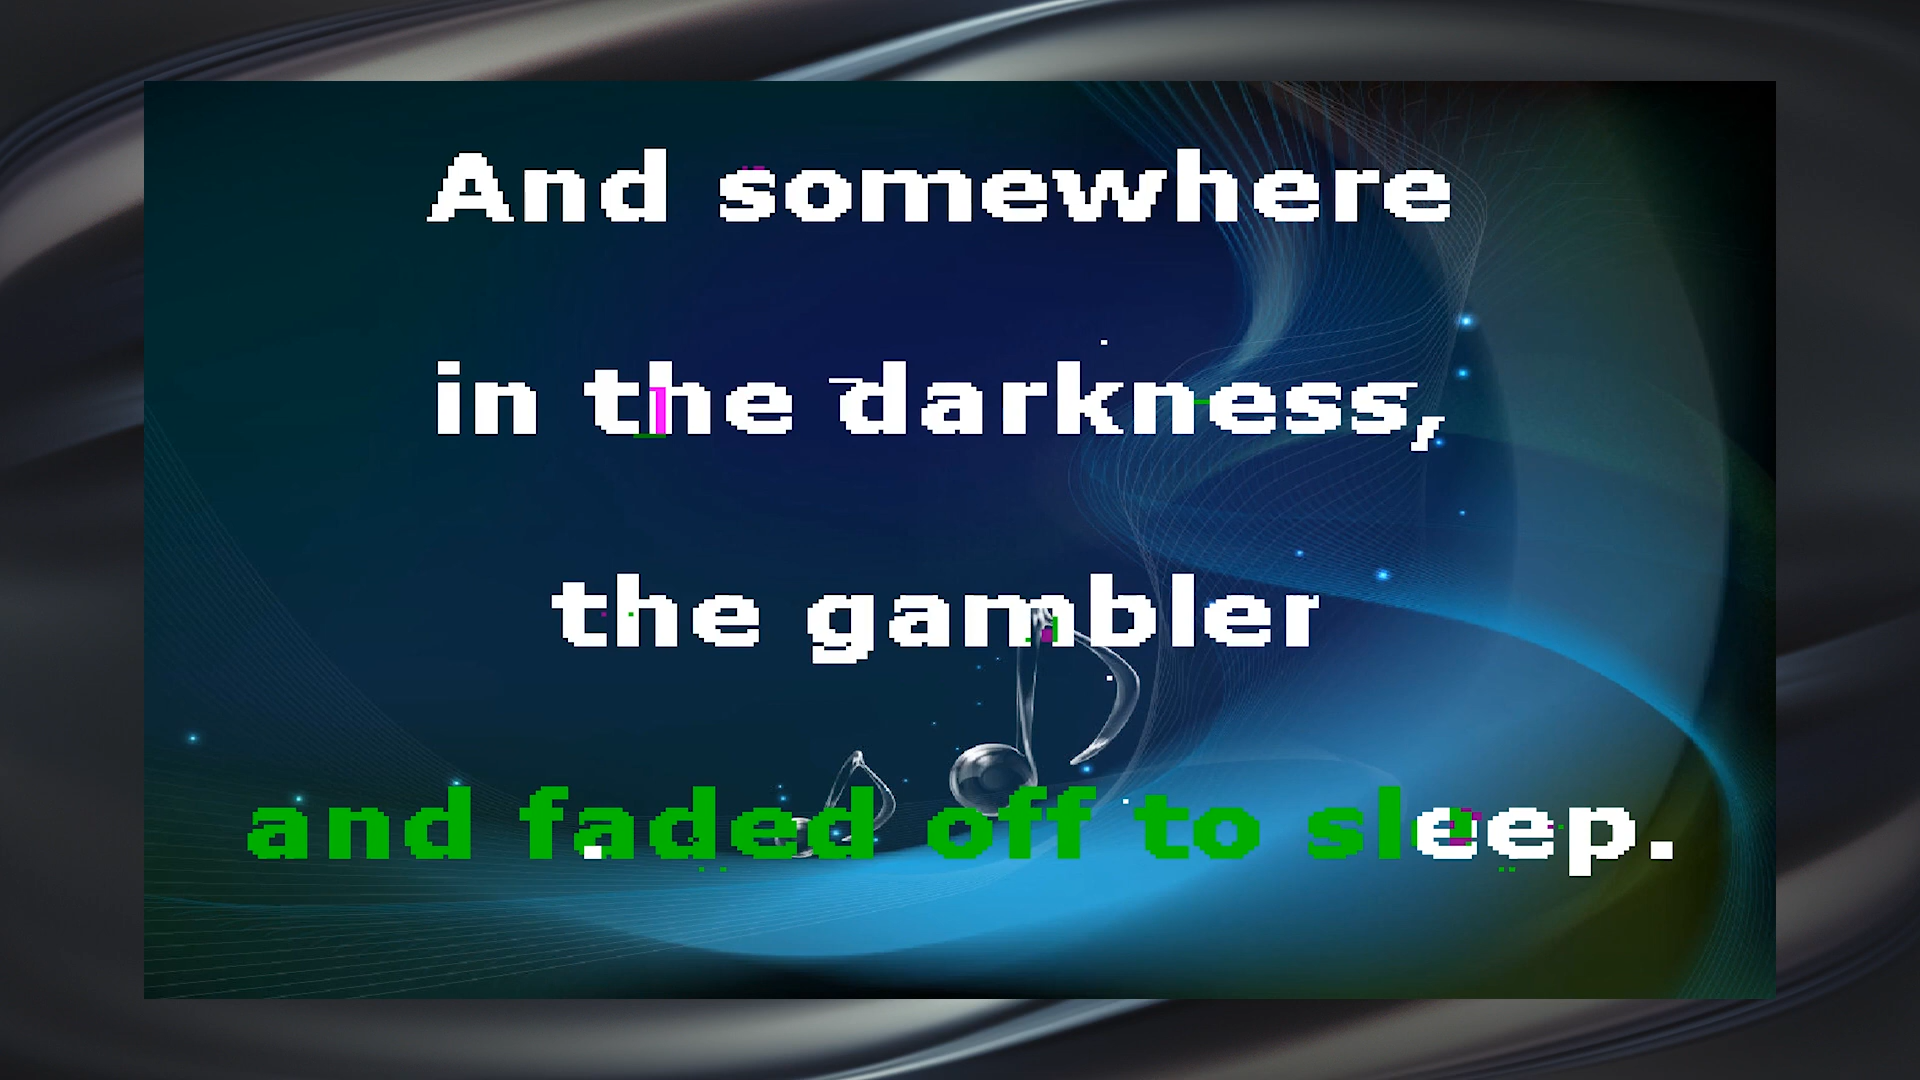 And somewhere
in the darkness,
the gambler
and faded off to sleep.